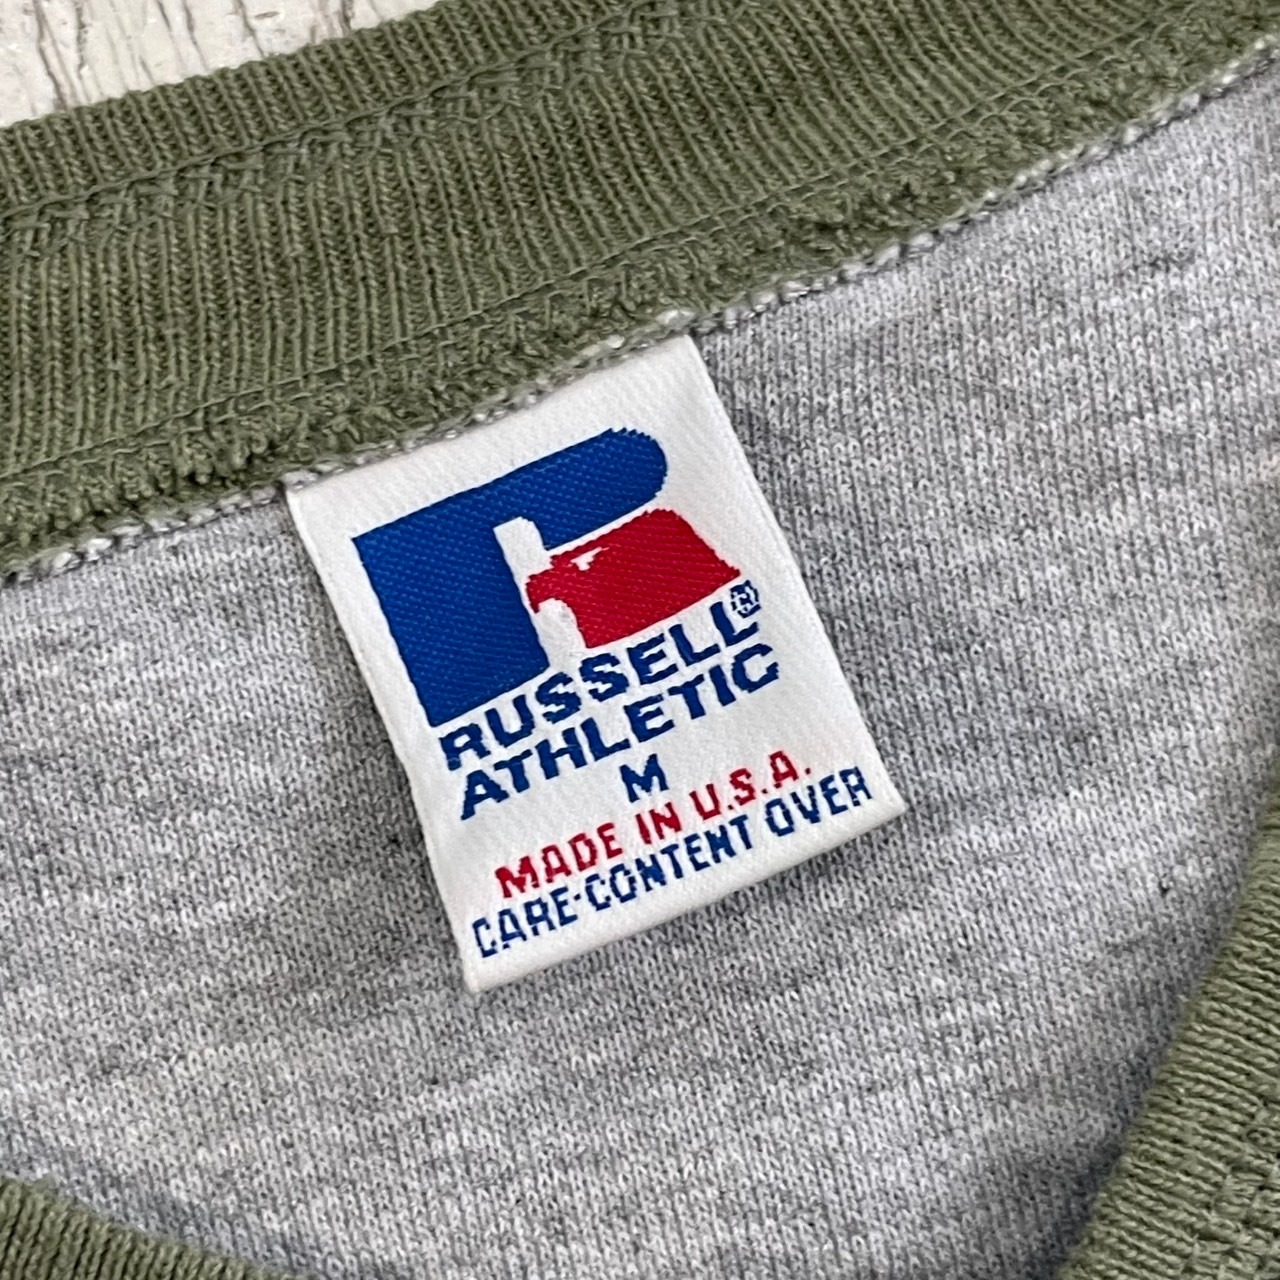 RUSSELL®
ATHLETIC
M
MADE IN U.S.A.
CARE-CONTENT OVER